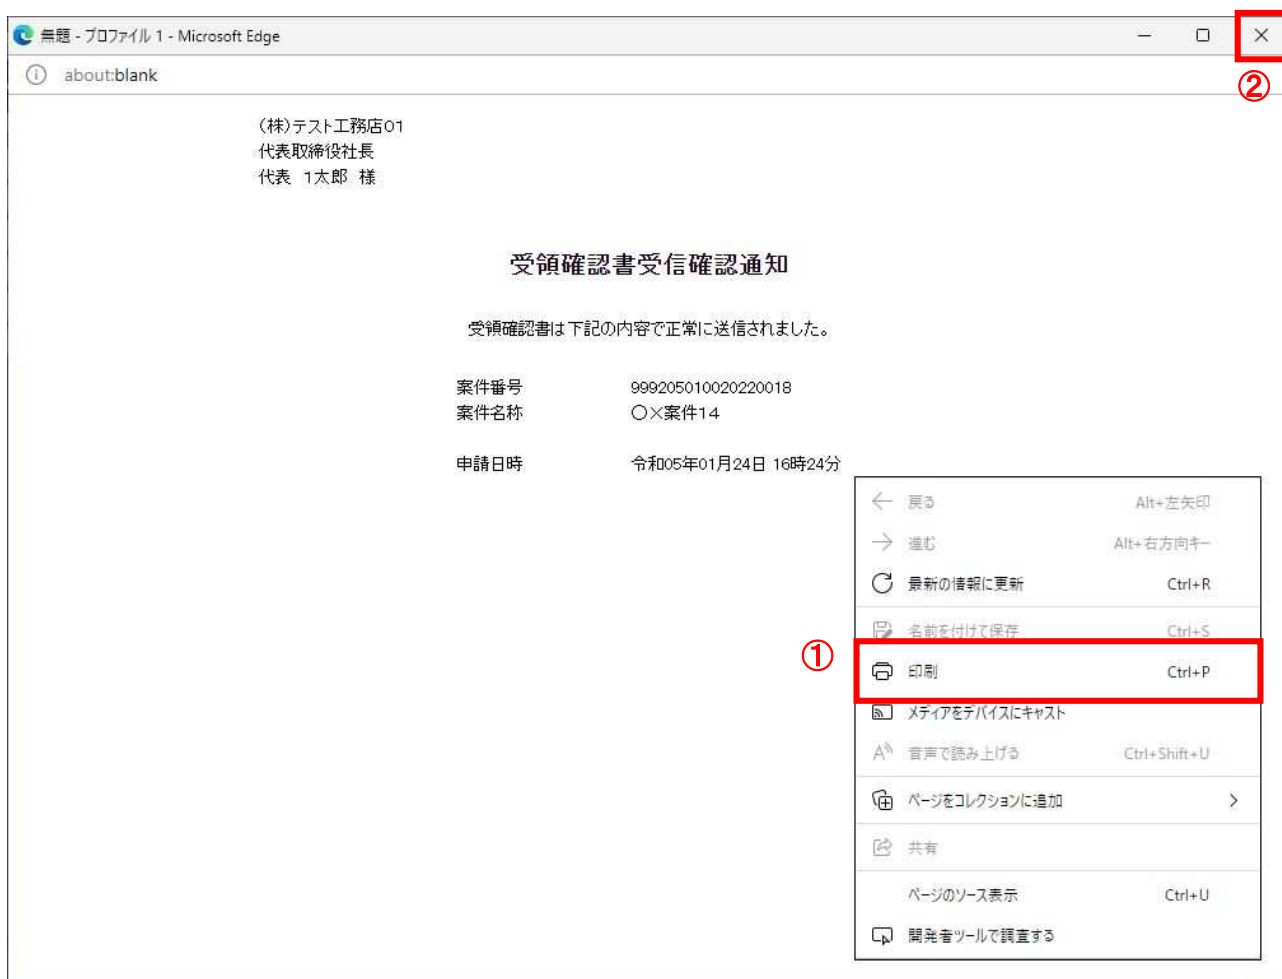 無題 - プロファイル 1 - Microsoft Edge
②
about:blank
（株）テスト工務店０１
代表取締役社長
代表　１太郎　様
受領確認書受信確認通知
受領確認書は下記の内容で正常に送信されました。
案件番号　999205010020220018
案件名称　〇×案件１４
申請日時　令和05年01月24日 16時24分
戻る　Alt+左矢印
進む　Alt+右方向キー
最新の情報に更新　Ctrl+R
名前を付けて保存　Ctrl+S
① 印刷　Ctrl+P
メディアをデバイスにキャスト
音声で読み上げる　Ctrl+Shift+U
ページをコレクションに追加
共有
ページのソース表示　Ctrl+U
開発者ツールで調査する